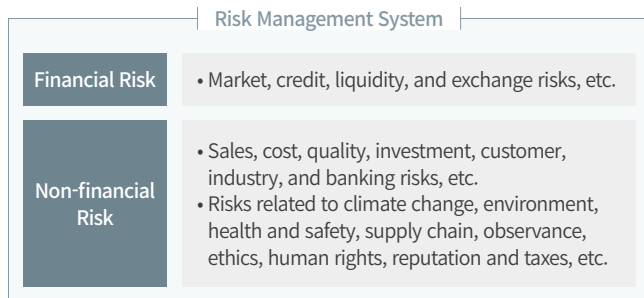 Risk Management System
Financial Risk
• Market, credit, liquidity, and exchange risks, etc.
Non-financial
Risk
• Sales, cost, quality, investment, customer,
industry, and banking risks, etc.
• Risks related to climate change, environment,
health and safety, supply chain, observance,
ethics, human rights, reputation and taxes, etc.